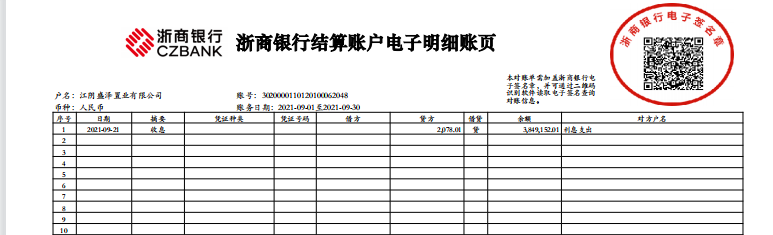 浙商银行
CZBANK
浙商银行结算账户电子明细账页
浙商银行电子签名章
本对账单需加盖浙商银行电
子签名章，并可通过二维码
识别软件读取电子签名章的
对账信息。
户名：江阴盛泽置业有限公司 账号：3020000110120100062048
币种：人民币 账务日期：2021-09-01至2021-09-30
序号 日期 摘要 凭证种类 凭证号码 借方 贷方 借贷 余额 对方户名
1 2021-09-21 收息 2,078.01 贷 3,849,152.01 利息支出
2
3
4
5
6
7
8
9
10